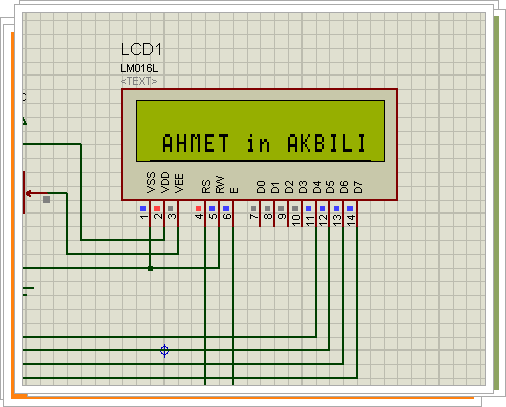 LCD1
LM016L
<TEXT>
AHMET in AKBILI
VSS VDD VEE RS RW E D0 D1 D2 D3 D4 D5 D6 D7
1 2 3 4 5 6 7 8 9 10 11 12 13 14